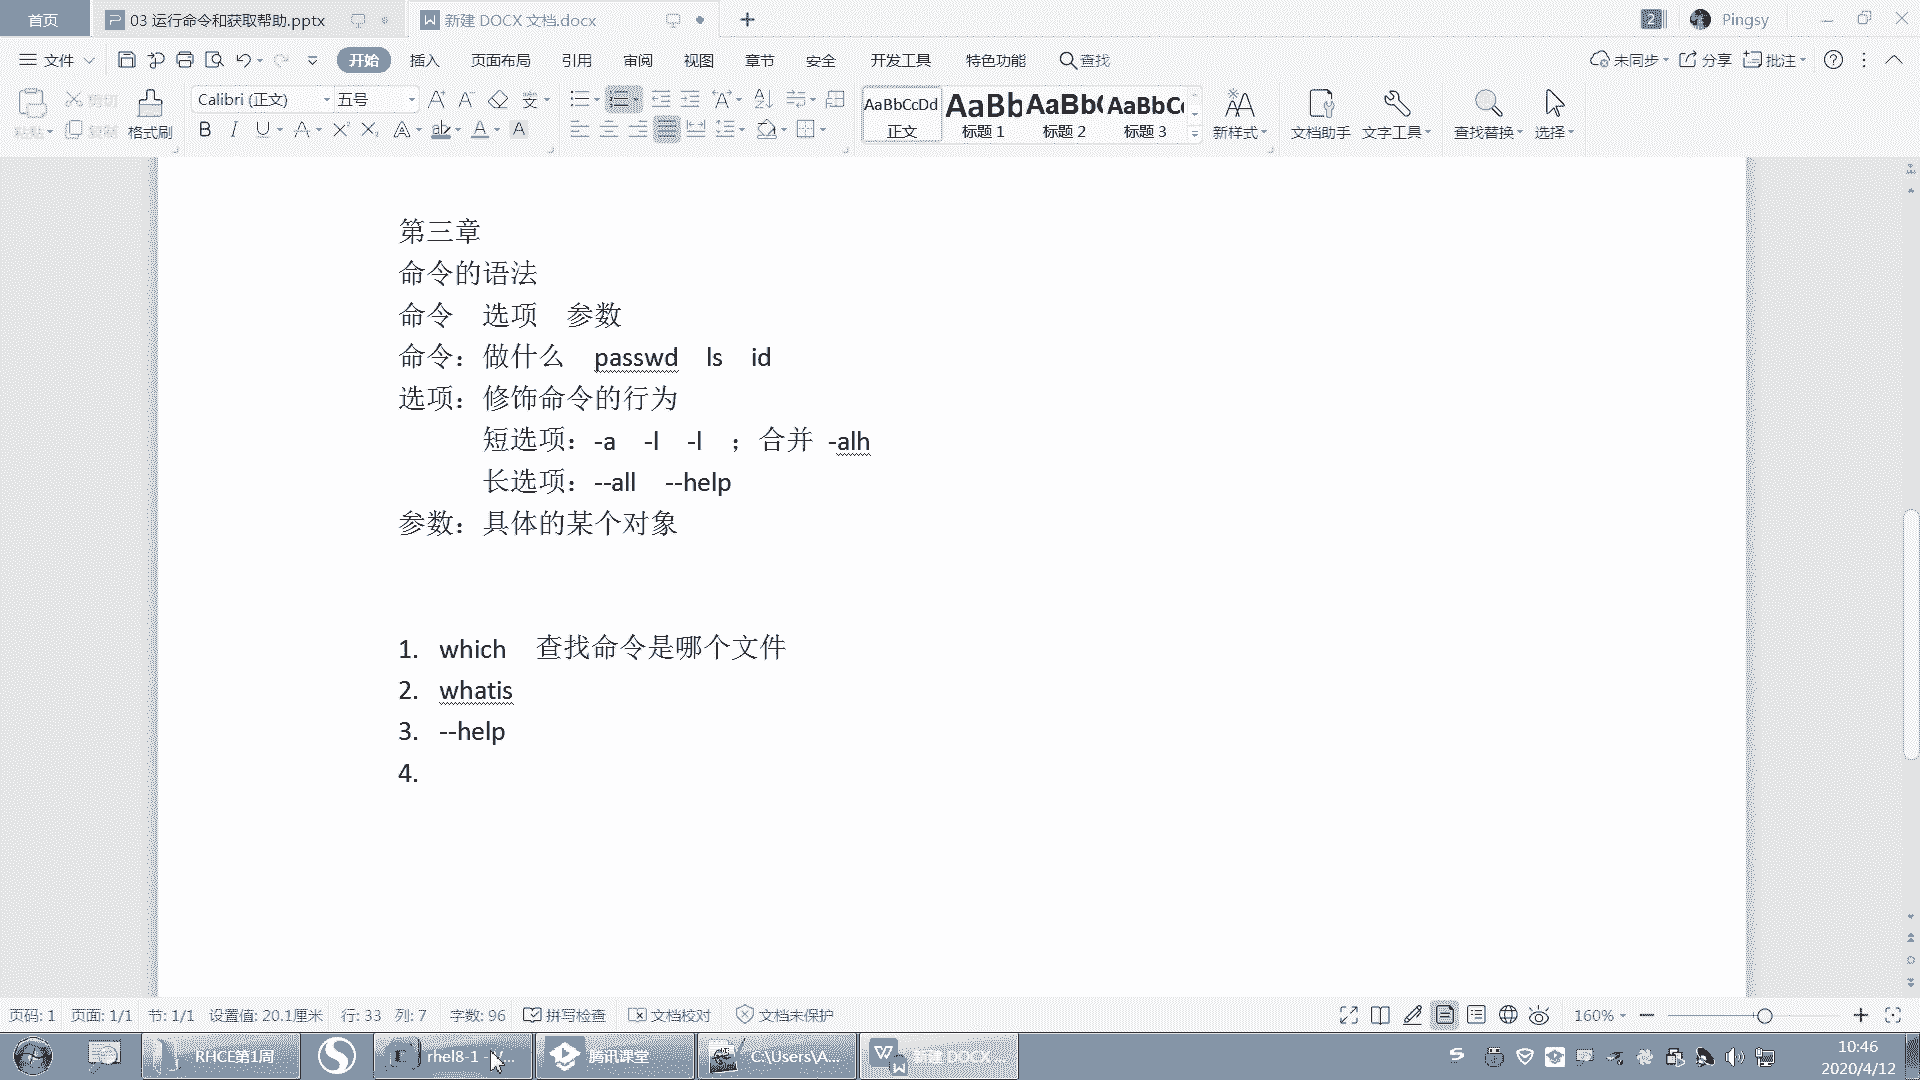 首页
03 运行命令和获取帮助.pptx
新建 DOCX 文档.docx
2
Pingsy
文件
开始
插入
页面布局
引用
审阅
视图
章节
安全
开发工具
特色功能
查找
未同步
分享
批注
粘贴
剪切
复制
格式刷
Calibri (正文)
五号
AaBbCcDd
正文
AaBb
标题 1
AaBb(
标题 2
AaBbC
标题 3
新样式
文档助手
文字工具
查找替换
选择
第三章
命令的语法
命令 选项 参数
命令：做什么 passwd ls id
选项：修饰命令的行为
短选项：-a -l -l ；合并 -alh
长选项：--all --help
参数：具体的某个对象
1. which 查找命令是哪个文件
2. whatis
3. --help
4.
页码: 1
页面: 1/1
节: 1/1
设置值: 20.1厘米
行: 33
列: 7
字数: 96
拼写检查
文档校对
文档未保护
160%
RHCE第1周
rhel8-1 -
腾讯课堂
C:\Users\A...
新建 DOCX
10:46
2020/4/12